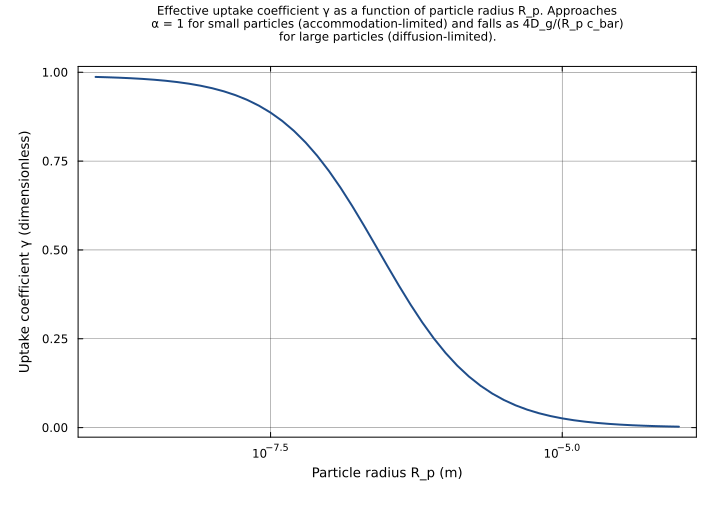 Effective uptake coefficient γ as a function of particle radius R_p. Approaches
α = 1 for small particles (accommodation-limited) and falls as 4D_g/(R_p c_bar)
for large particles (diffusion-limited).
1.00
0.75
0.50
0.25
0.00
Uptake coefficient γ (dimensionless)
10^−7.5
10^−5.0
Particle radius R_p (m)